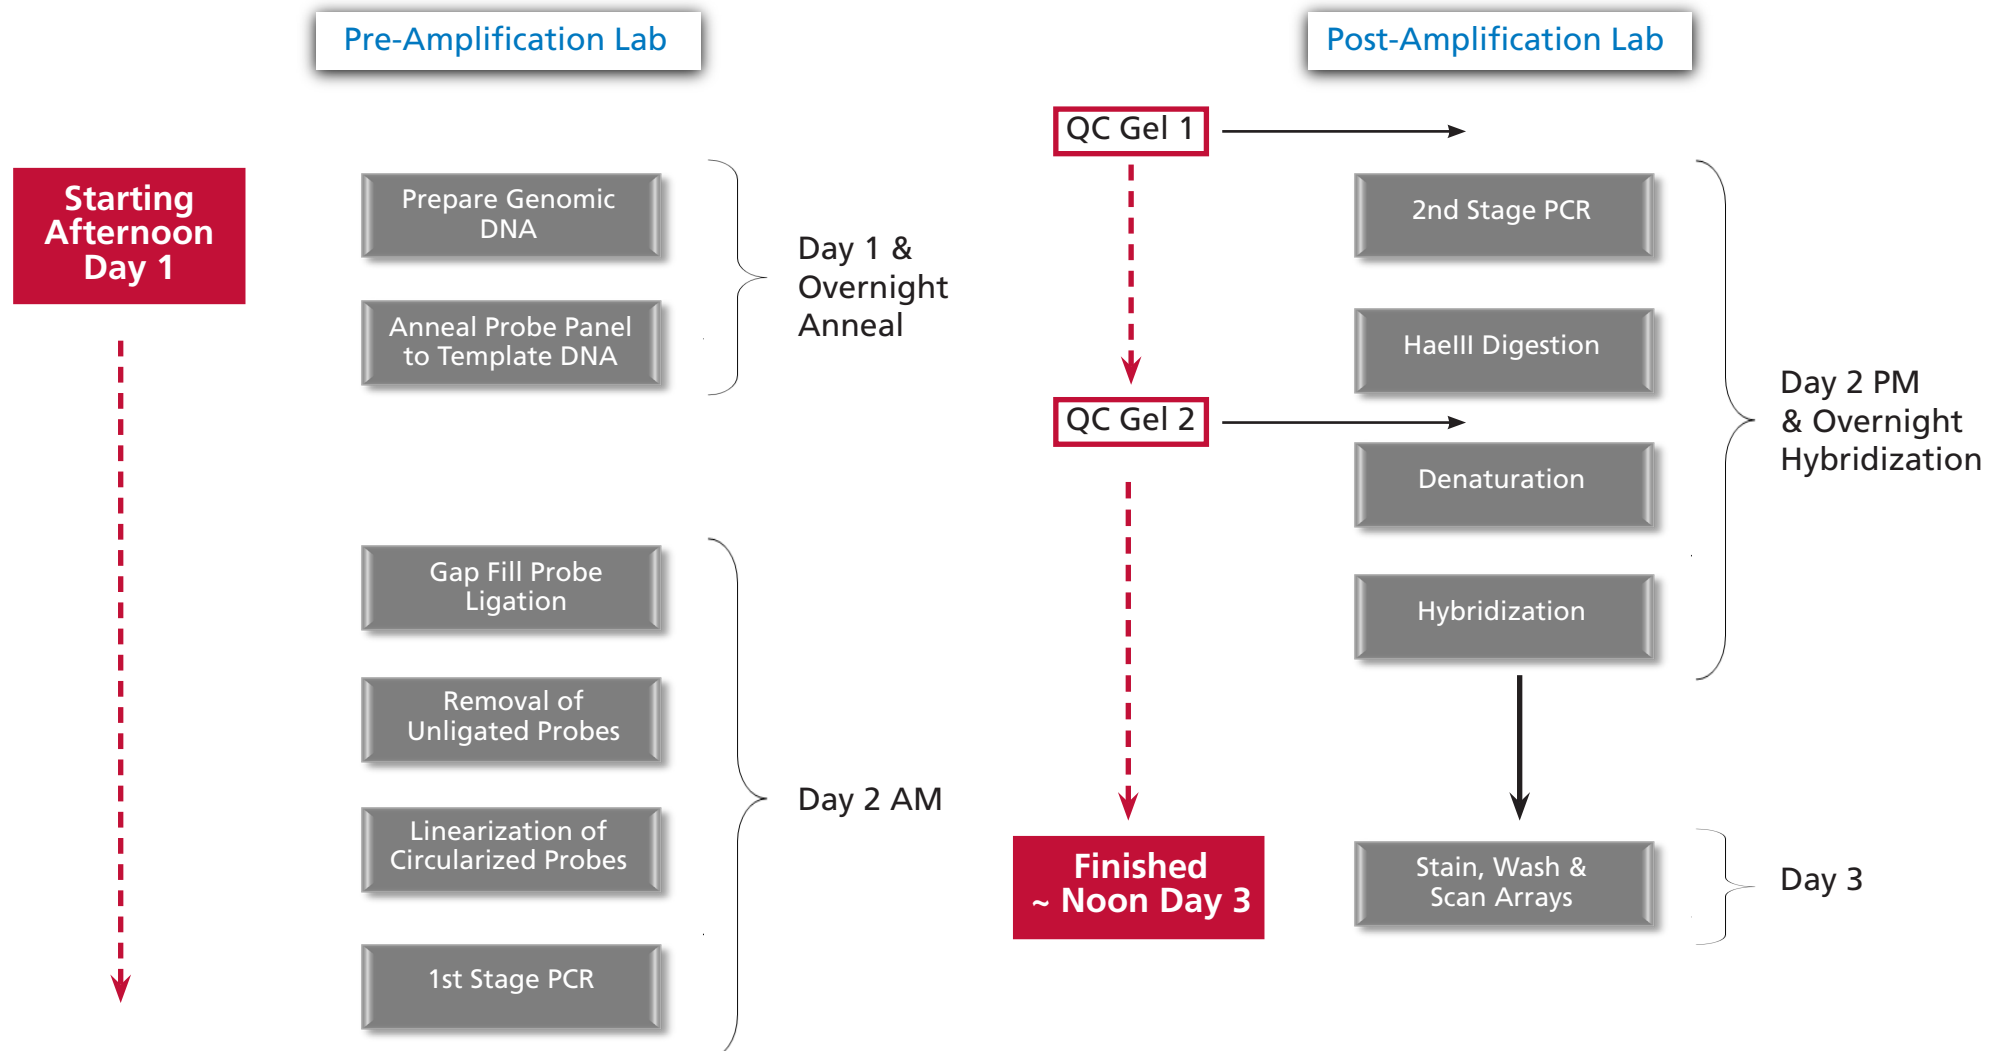 Pre-Amplification Lab
Starting
Afternoon
Day 1
Prepare Genomic
DNA
Anneal Probe Panel
to Template DNA
Day 1 &
Overnight
Anneal
Gap Fill Probe
Ligation
Removal of
Unligated Probes
Linearization of
Circularized Probes
1st Stage PCR
Day 2 AM
Post-Amplification Lab
QC Gel 1
2nd Stage PCR
HaeIII Digestion
QC Gel 2
Denaturation
Hybridization
Day 2 PM
& Overnight
Hybridization
Finished
~ Noon Day 3
Stain, Wash &
Scan Arrays
Day 3